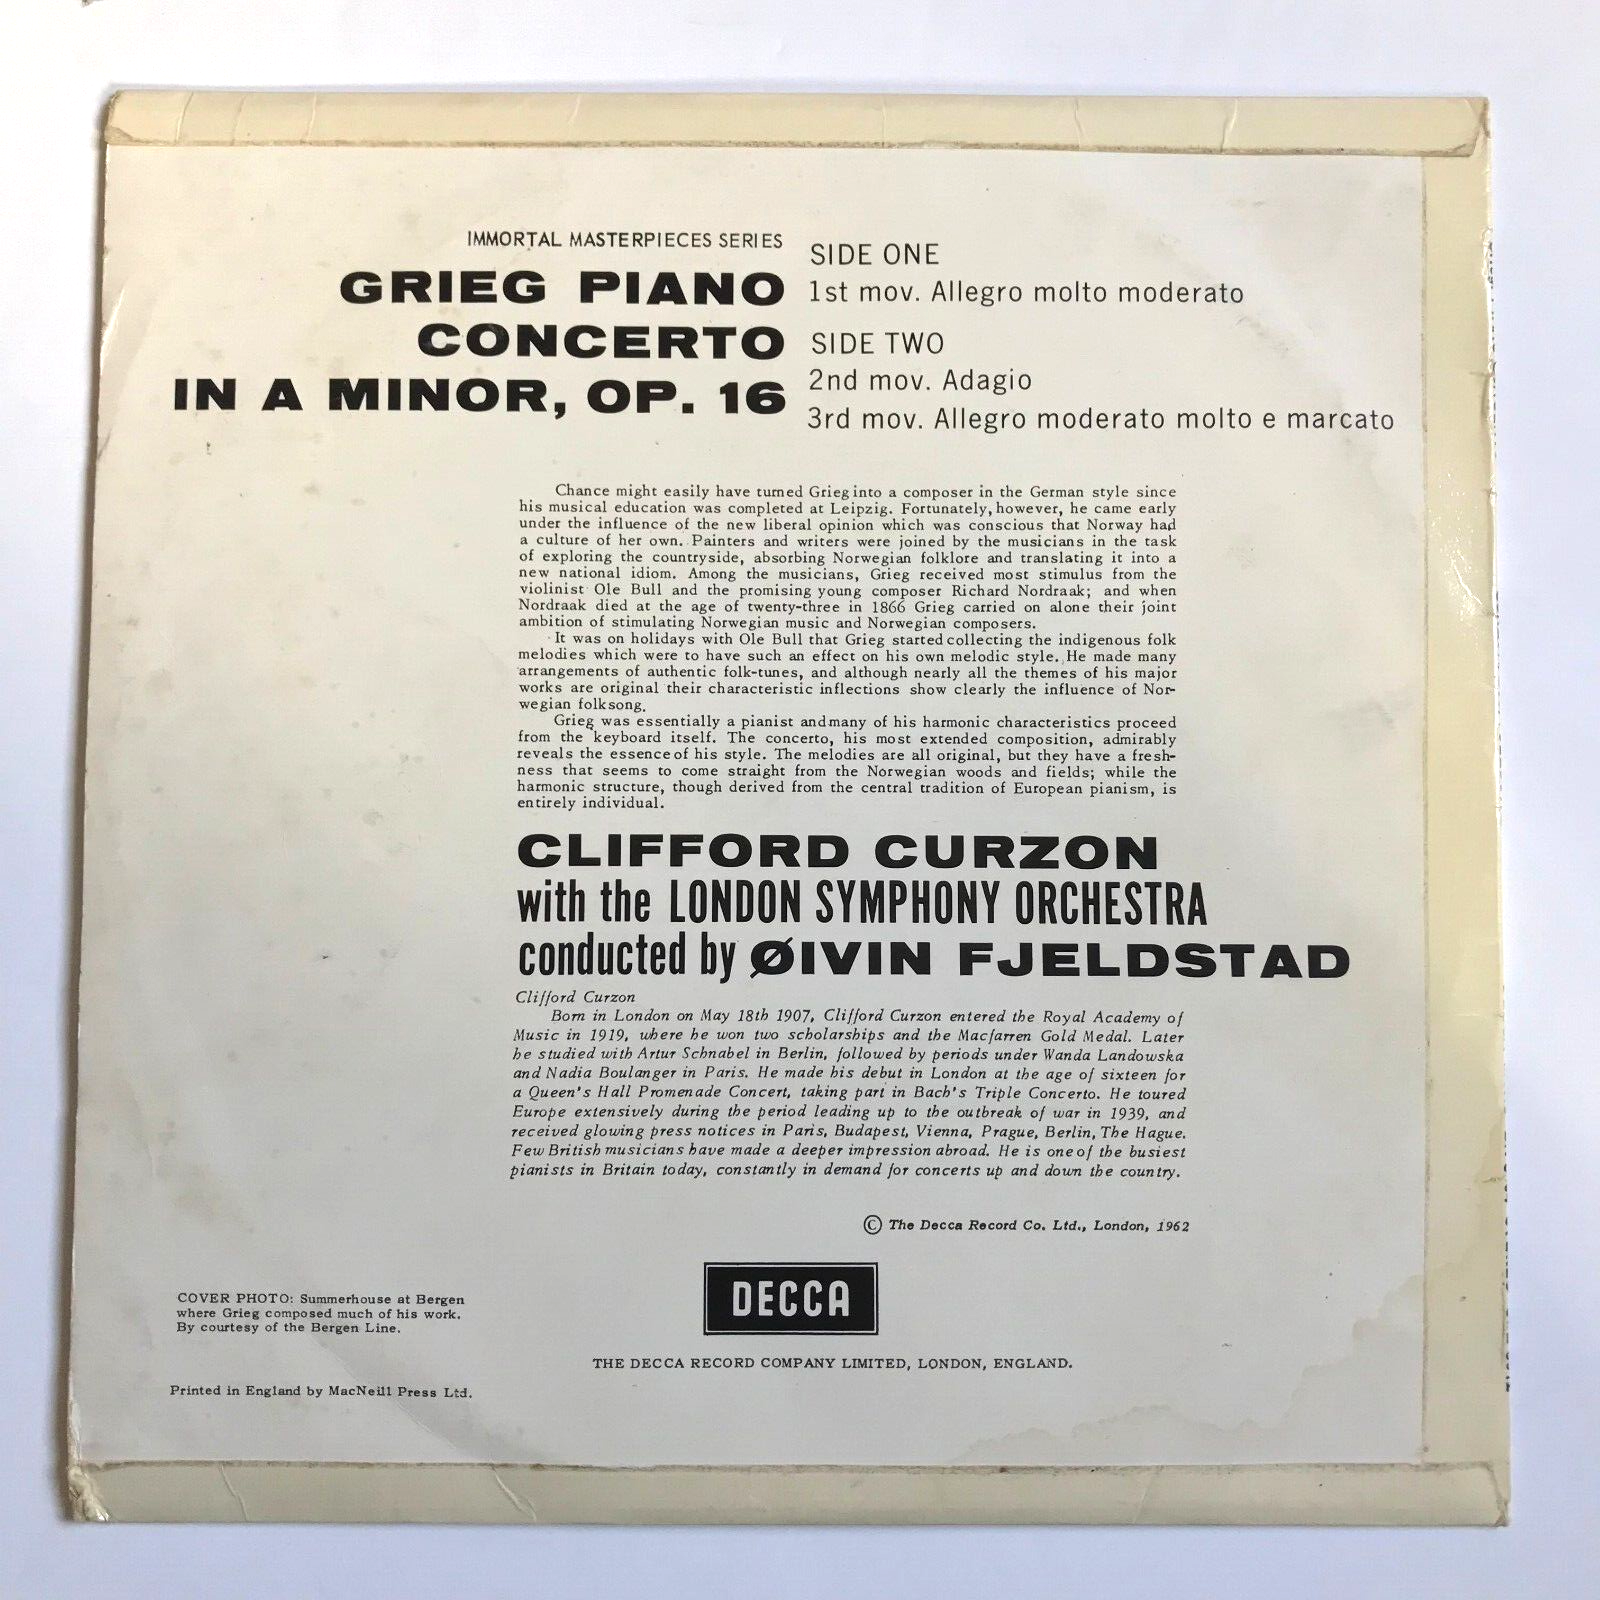 IMMORTAL MASTERPIECES SERIES
GRIEG PIANO
CONCERTO
IN A MINOR, OP. 16
SIDE ONE
1st mov. Allegro molto moderato
SIDE TWO
2nd mov. Adagio
3rd mov. Allegro moderato molto e marcato
Chance might easily have turned Grieg into a composer in the German style since
his musical education was completed at Leipzig. Fortunately, however, he came early
under the influence of the new liberal opinion which was conscious that Norway had
a culture of her own. Painters and writers were joined by the musicians in the task
of exploring the countryside, absorbing Norwegian folklore and translating it into a
new national idiom. Among the musicians, Grieg received most stimulus from the
violinist Ole Bull and the promising young composer Richard Nordraak; and when
Nordraak died at the age of twenty-three in 1866 Grieg carried on alone their joint
ambition of stimulating Norwegian music and Norwegian composers.
It was on holidays with Ole Bull that Grieg started collecting the indigenous folk
melodies which were to have such an effect on his own melodic style. He made many
arrangements of authentic folk-tunes, and although nearly all the themes of his major
works are original their characteristic inflections show clearly the influence of Nor-
wegian folksong.
Grieg was essentially a pianist and many of his harmonic characteristics proceed
from the keyboard itself. The concerto, his most extended composition, admirably
reveals the essence of his style. The melodies are all original, but they have a fresh-
ness that seems to come straight from the Norwegian woods and fields; while the
harmonic structure, though derived from the central tradition of European pianism, is
entirely individual.
CLIFFORD CURZON
with the LONDON SYMPHONY ORCHESTRA
conducted by ØIVIN FJELDSTAD
Clifford Curzon
Born in London on May 18th 1907, Clifford Curzon entered the Royal Academy of
Music in 1919, where he won two scholarships and the Macfarren Gold Medal. Later
he studied with Artur Schnabel in Berlin, followed by periods under Wanda Landowska
and Nadia Boulanger in Paris. He made his debut in London at the age of sixteen for
a Queen's Hall Promenade Concert, taking part in Bach's Triple Concerto. He toured
Europe extensively during the period leading up to the outbreak of war in 1939, and
received glowing press notices in Paris, Budapest, Vienna, Prague, Berlin, The Hague.
Few British musicians have made a deeper impression abroad. He is one of the busiest
pianists in Britain today, constantly in demand for concerts up and down the country.
© The Decca Record Co. Ltd., London, 1962
DECCA
THE DECCA RECORD COMPANY LIMITED, LONDON, ENGLAND.
COVER PHOTO: Summerhouse at Bergen
where Grieg composed much of his work.
By courtesy of the Bergen Line.
Printed in England by MacNeill Press Ltd.